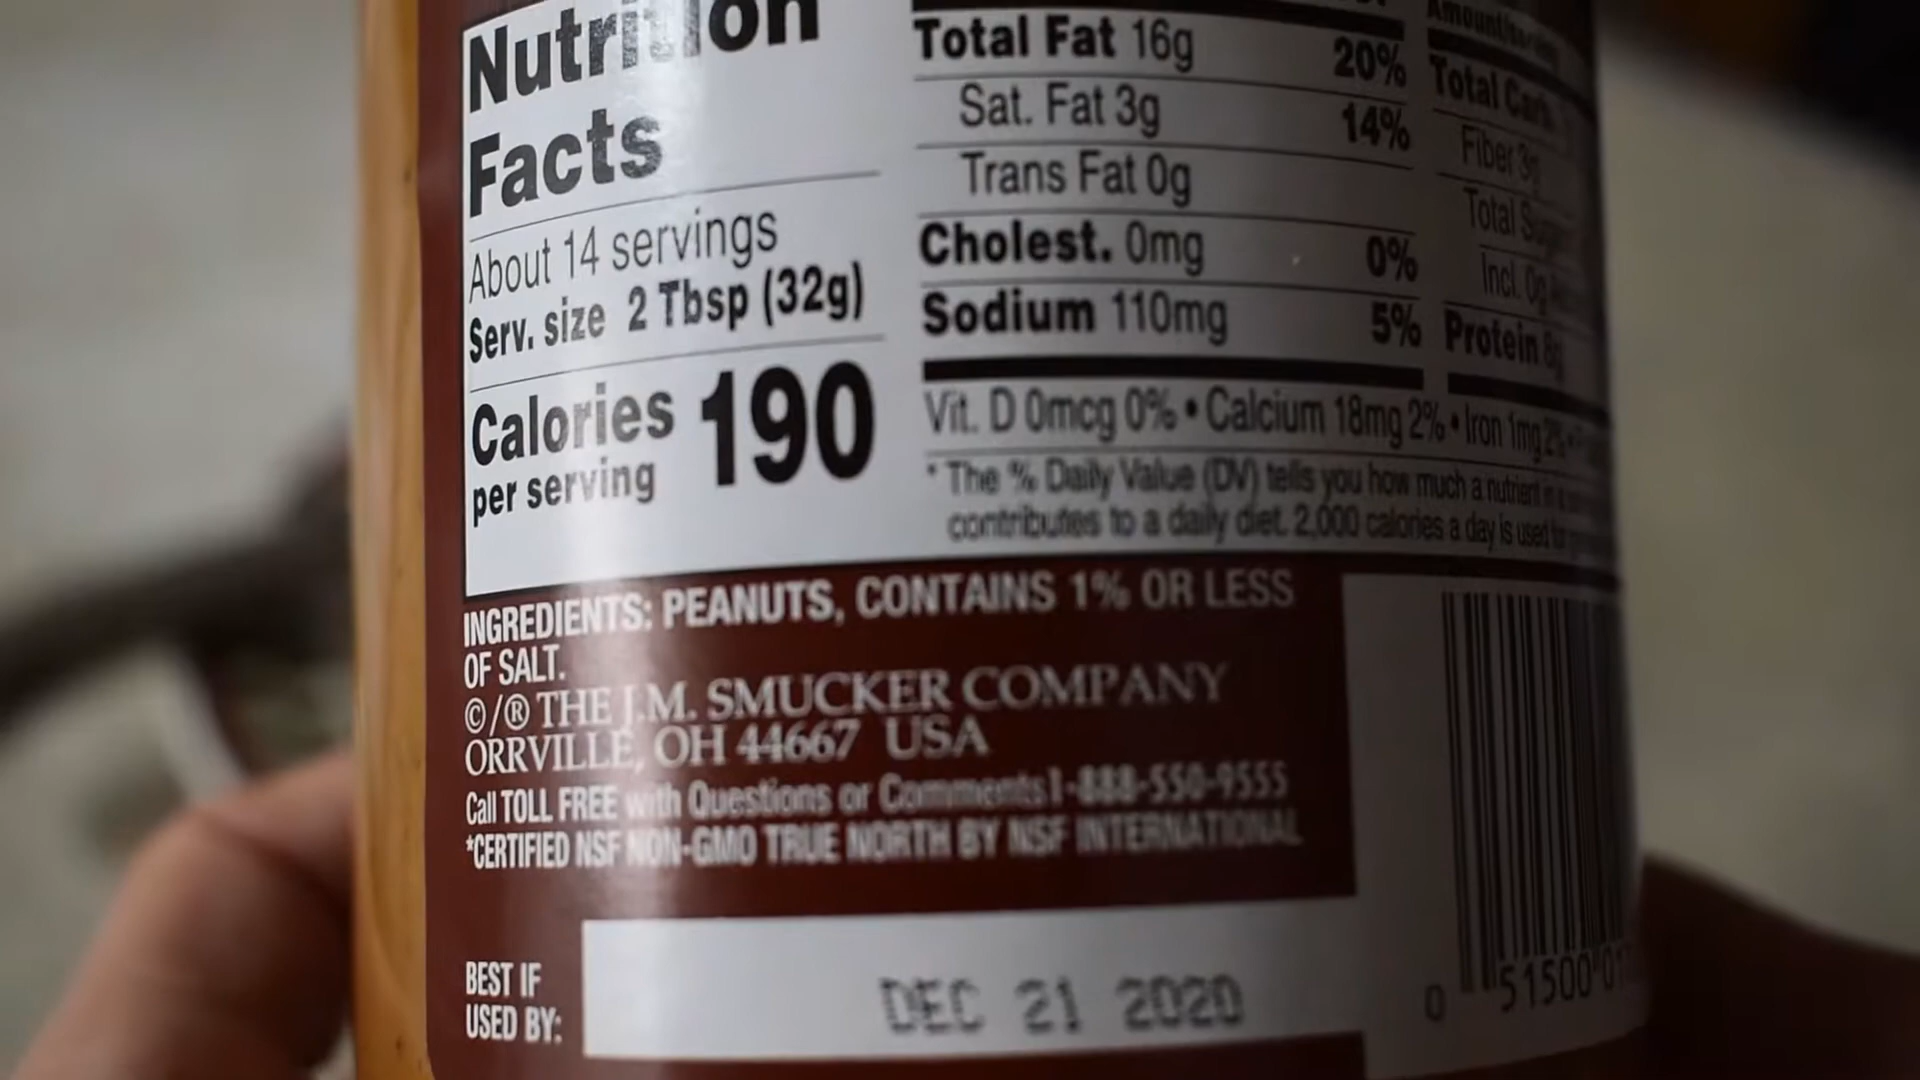 Nutrition
Facts
About 14 servings
Serv. size 2 Tbsp (32g)
Calories 190
per serving
Total Fat 16g 20%
Sat. Fat 3g 14%
Trans Fat 0g
Cholest. 0mg 0%
Sodium 110mg 5%
Amount/serving
Total Carb.
Fiber 3g
Total
Incl. 0g
Protein 8g
Vit. D 0mcg 0% • Calcium 18mg 2% • Iron 1mg 2% •
* The % Daily Value (DV) tells you how much a nutrient in a
contributes to a daily diet. 2,000 calories a day is used for
INGREDIENTS: PEANUTS, CONTAINS 1% OR LESS
OF SALT.
©/® THE J.M. SMUCKER COMPANY
ORRVILLE, OH 44667 USA
Call TOLL FREE with Questions or Comments 1-888-550-9555
*CERTIFIED NSF NON-GMO TRUE NORTH BY NSF INTERNATIONAL
BEST IF
USED BY:
DEC 21 2020
0 51500 0